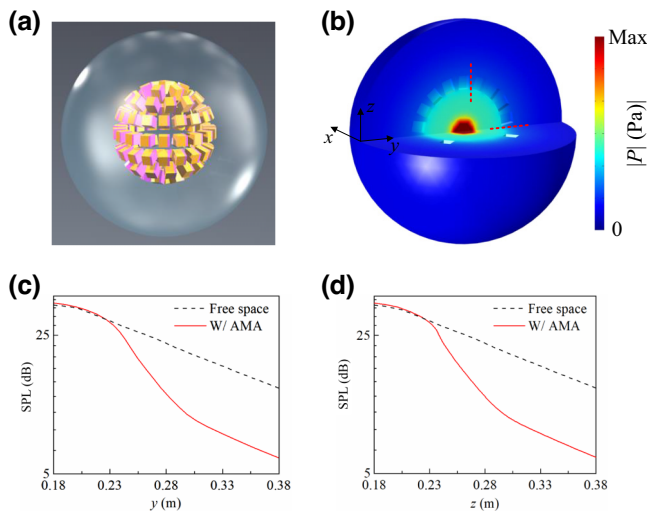 (a)
(b)
Max
z
x
y
|P| (Pa)|
0
(c)
Free space
W/ AMA
25
SPL (dB)
5
0.18 0.23 0.28 0.33 0.38
y (m)
(d)
Free space
W/ AMA
25
SPL (dB)
5
0.18 0.23 0.28 0.33 0.38
z (m)